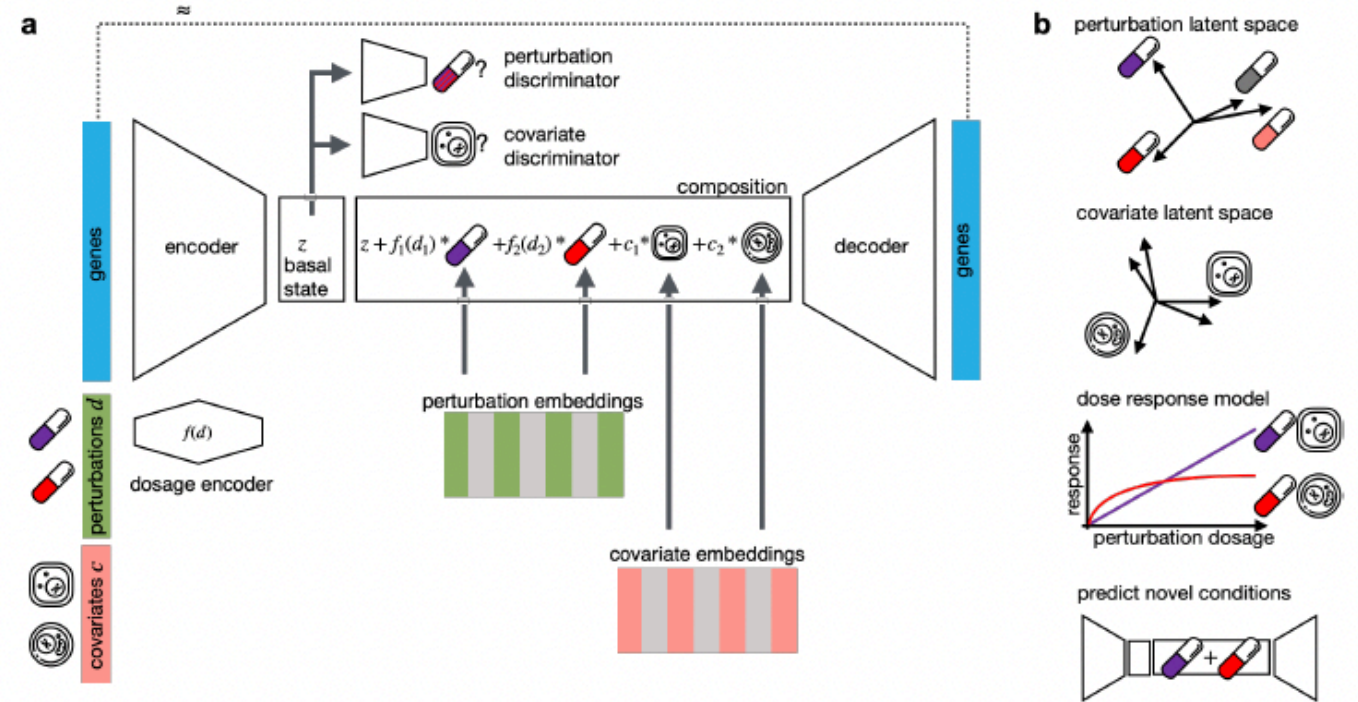 a
≈
genes
encoder
z
basal
state
perturbation
discriminator
?
covariate
discriminator
?
composition
z + f₁(d₁) * +f₂(d₂) * +c₁* +c₂ *
decoder
genes
perturbations d
f(d)
dosage encoder
covariates c
perturbation embeddings
covariate embeddings
b
perturbation latent space
covariate latent space
dose response model
response
perturbation dosage
predict novel conditions
+